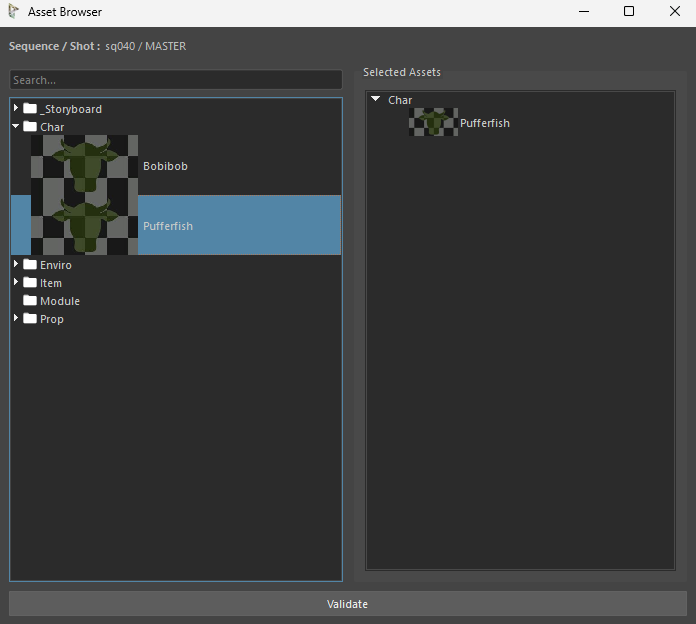 Asset Browser
Sequence / Shot : sq040 / MASTER
Search...
_Storyboard
Char
Bobibob
Pufferfish
Enviro
Item
Module
Prop
Selected Assets
Char
Pufferfish
Validate